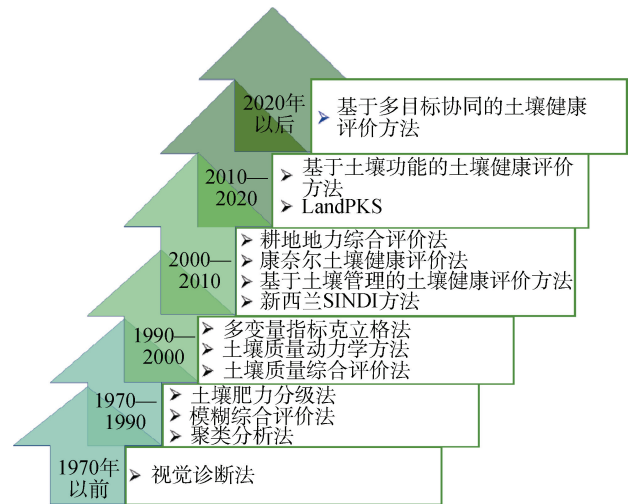 2020年
以后
➢ 基于多目标协同的土壤健康
评价方法
2010—
2020
➢ 基于土壤功能的土壤健康评价
方法
➢ LandPKS
2000—
2010
➢ 耕地地力综合评价法
➢ 康奈尔土壤健康评价法
➢ 基于土壤管理的土壤健康评价方法
➢ 新西兰SINDI方法
1990—
2000
➢ 多变量指标克立格法
➢ 土壤质量动力学方法
➢ 土壤质量综合评价法
1970—
1990
➢ 土壤肥力分级法
➢ 模糊综合评价法
➢ 聚类分析法
1970年
以前
➢ 视觉诊断法